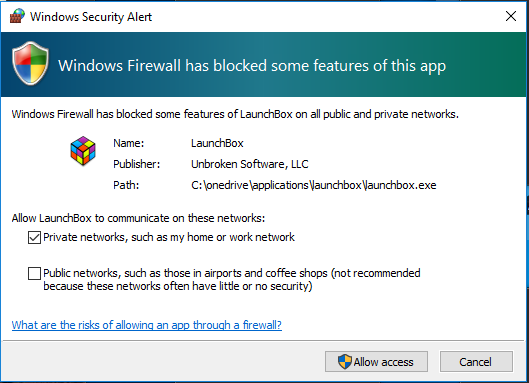 Windows Security Alert
Windows Firewall has blocked some features of this app
Windows Firewall has blocked some features of LaunchBox on all public and private networks.
Name: LaunchBox
Publisher: Unbroken Software, LLC
Path: C:\onedrive\applications\launchbox\launchbox.exe
Allow LaunchBox to communicate on these networks:
Private networks, such as my home or work network
Public networks, such as those in airports and coffee shops (not recommended
because these networks often have little or no security)
What are the risks of allowing an app through a firewall?
Allow access Cancel